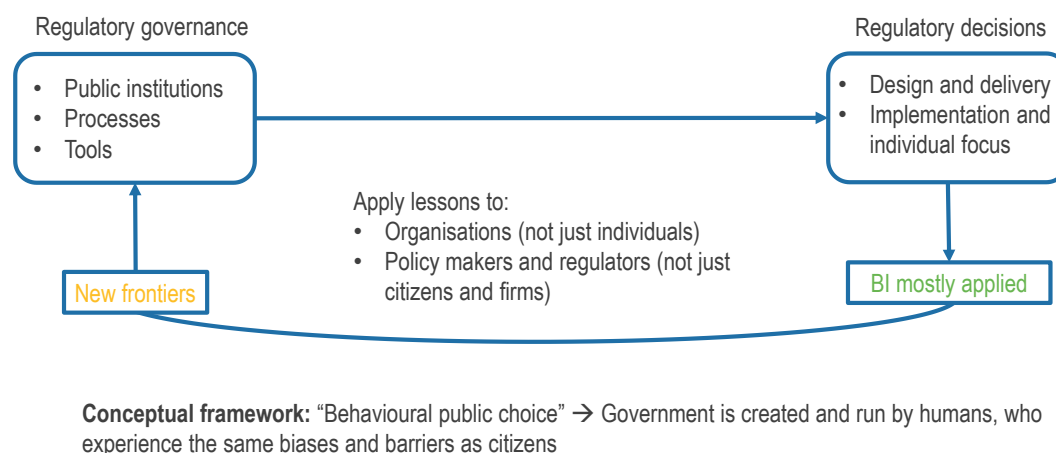 Regulatory governance
• Public institutions
• Processes
• Tools
Regulatory decisions
• Design and delivery
• Implementation and
individual focus
Apply lessons to:
• Organisations (not just individuals)
• Policy makers and regulators (not just
citizens and firms)
New frontiers
BI mostly applied
Conceptual framework: “Behavioural public choice” → Government is created and run by humans, who
experience the same biases and barriers as citizens